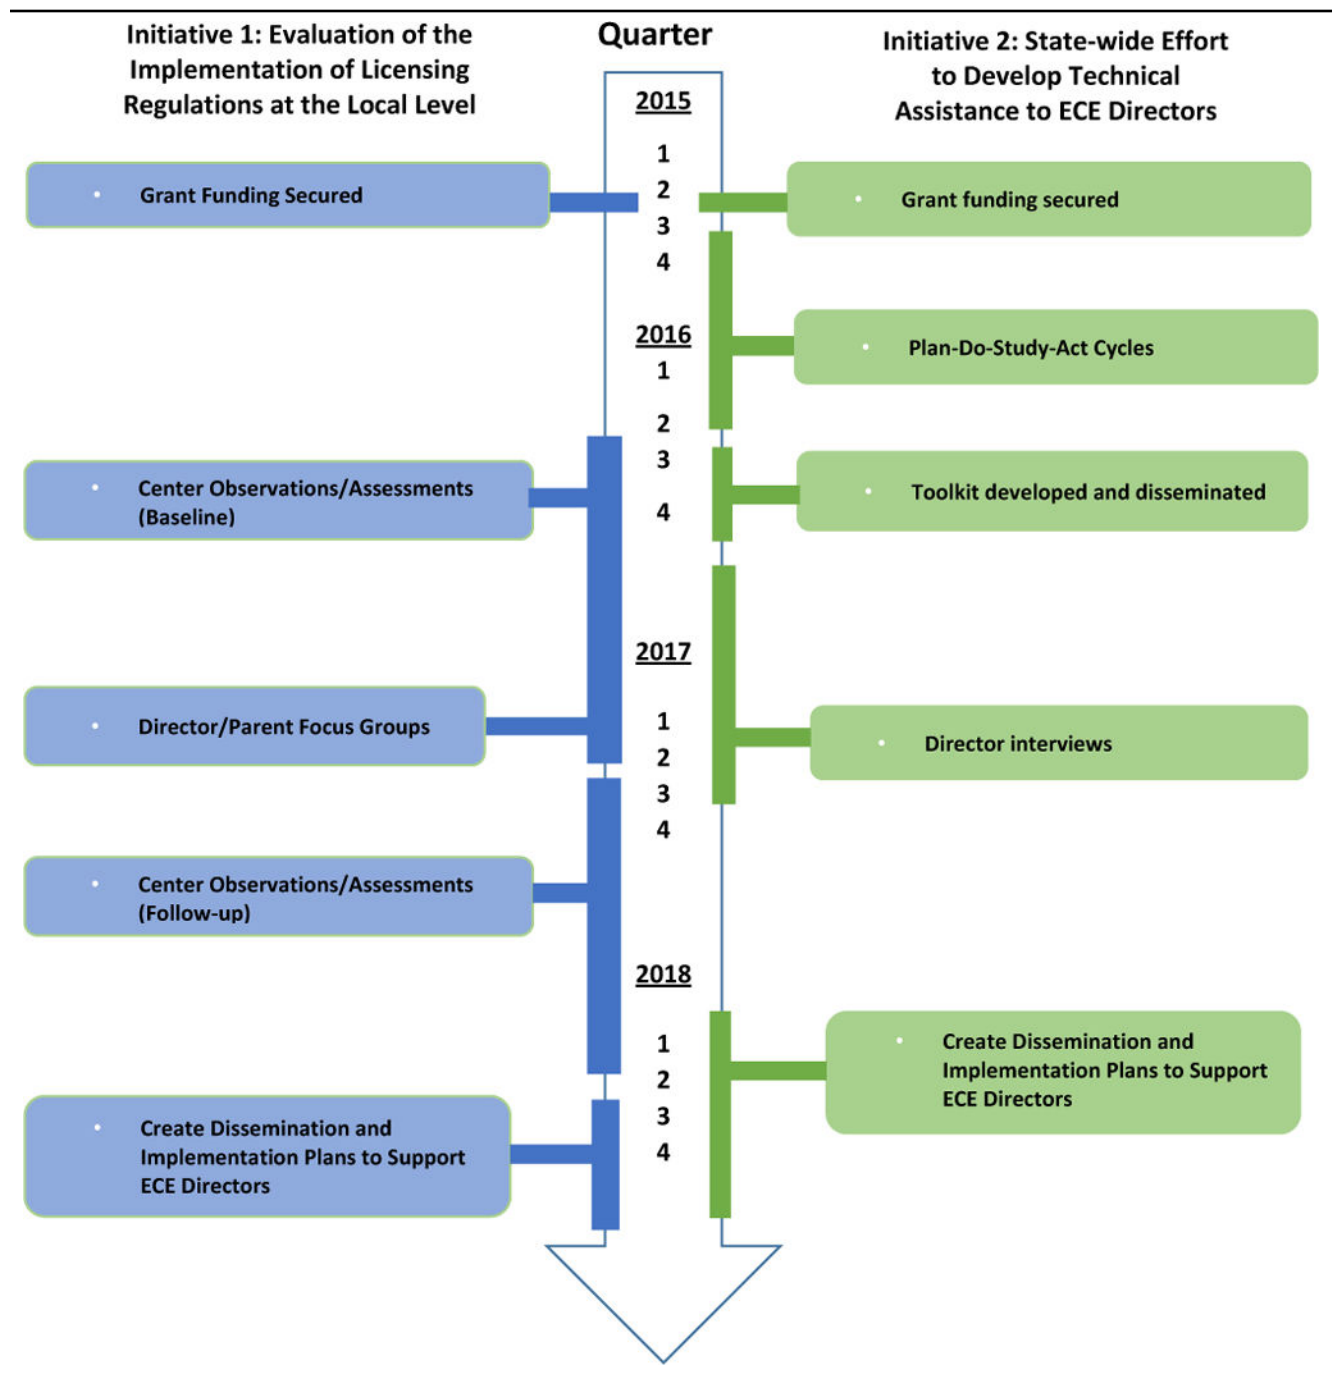 Initiative 1: Evaluation of the
Implementation of Licensing
Regulations at the Local Level
Quarter
Initiative 2: State-wide Effort
to Develop Technical
Assistance to ECE Directors
2015
1
2
3
4
• Grant Funding Secured
• Grant funding secured
2016
1
2
3
4
• Plan-Do-Study-Act Cycles
• Center Observations/Assessments
(Baseline)
• Toolkit developed and disseminated
2017
1
2
3
4
• Director/Parent Focus Groups
• Director interviews
• Center Observations/Assessments
(Follow-up)
2018
1
2
3
4
• Create Dissemination and
Implementation Plans to Support
ECE Directors
• Create Dissemination and
Implementation Plans to Support
ECE Directors